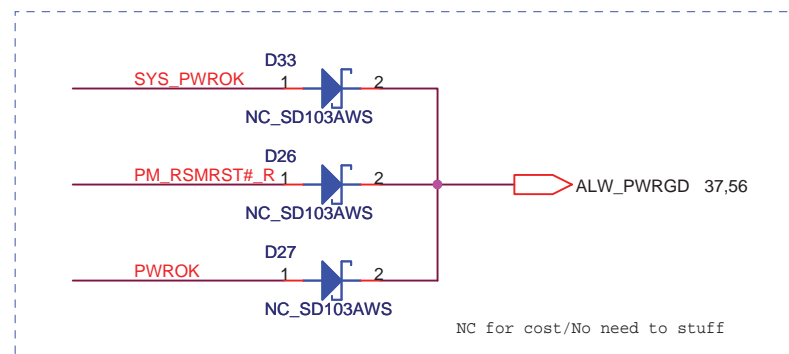 D33
SYS_PWROK 1 2
NC_SD103AWS
D26
PM_RSMRST#_R 1 2
ALW_PWRGD 37,56
NC_SD103AWS
D27
PWROK 1 2
NC_SD103AWS
NC for cost/No need to stuff